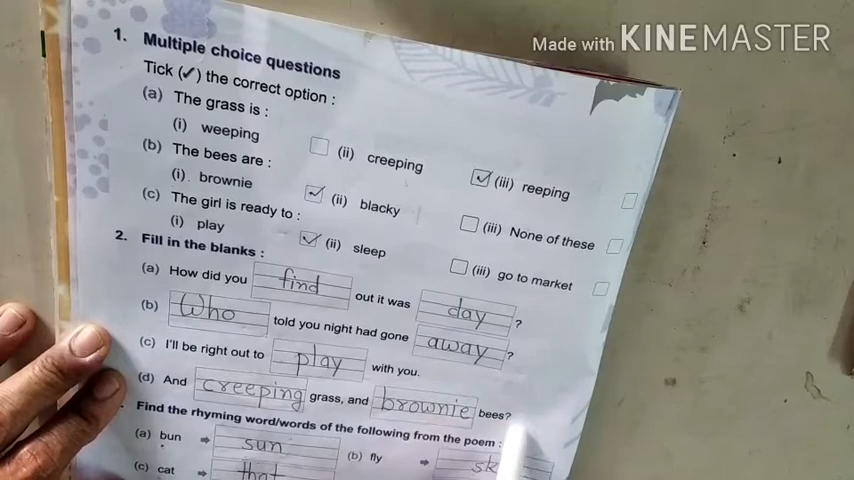 Made with KINEMASTER
1. Multiple choice questions
Tick (✓) the correct option :
(a) The grass is :
(i) weeping (ii) creeping (iii) reeping
(b) The bees are :
(i). brownie (ii) blacky (iii) None of these
(c) The girl is ready to :
(i) play (ii) sleep (iii) go to market
2. Fill in the blanks :
(a) How did you find out it was day ?
(b) Who told you night had gone away ?
(c) I'll be right out to play with you.
(d) And creeping grass, and brownie bees?
Find the rhyming word/words of the following from the poem :
(a) bun ➡ sun (b) fly ➡
(c) cat ➡ that